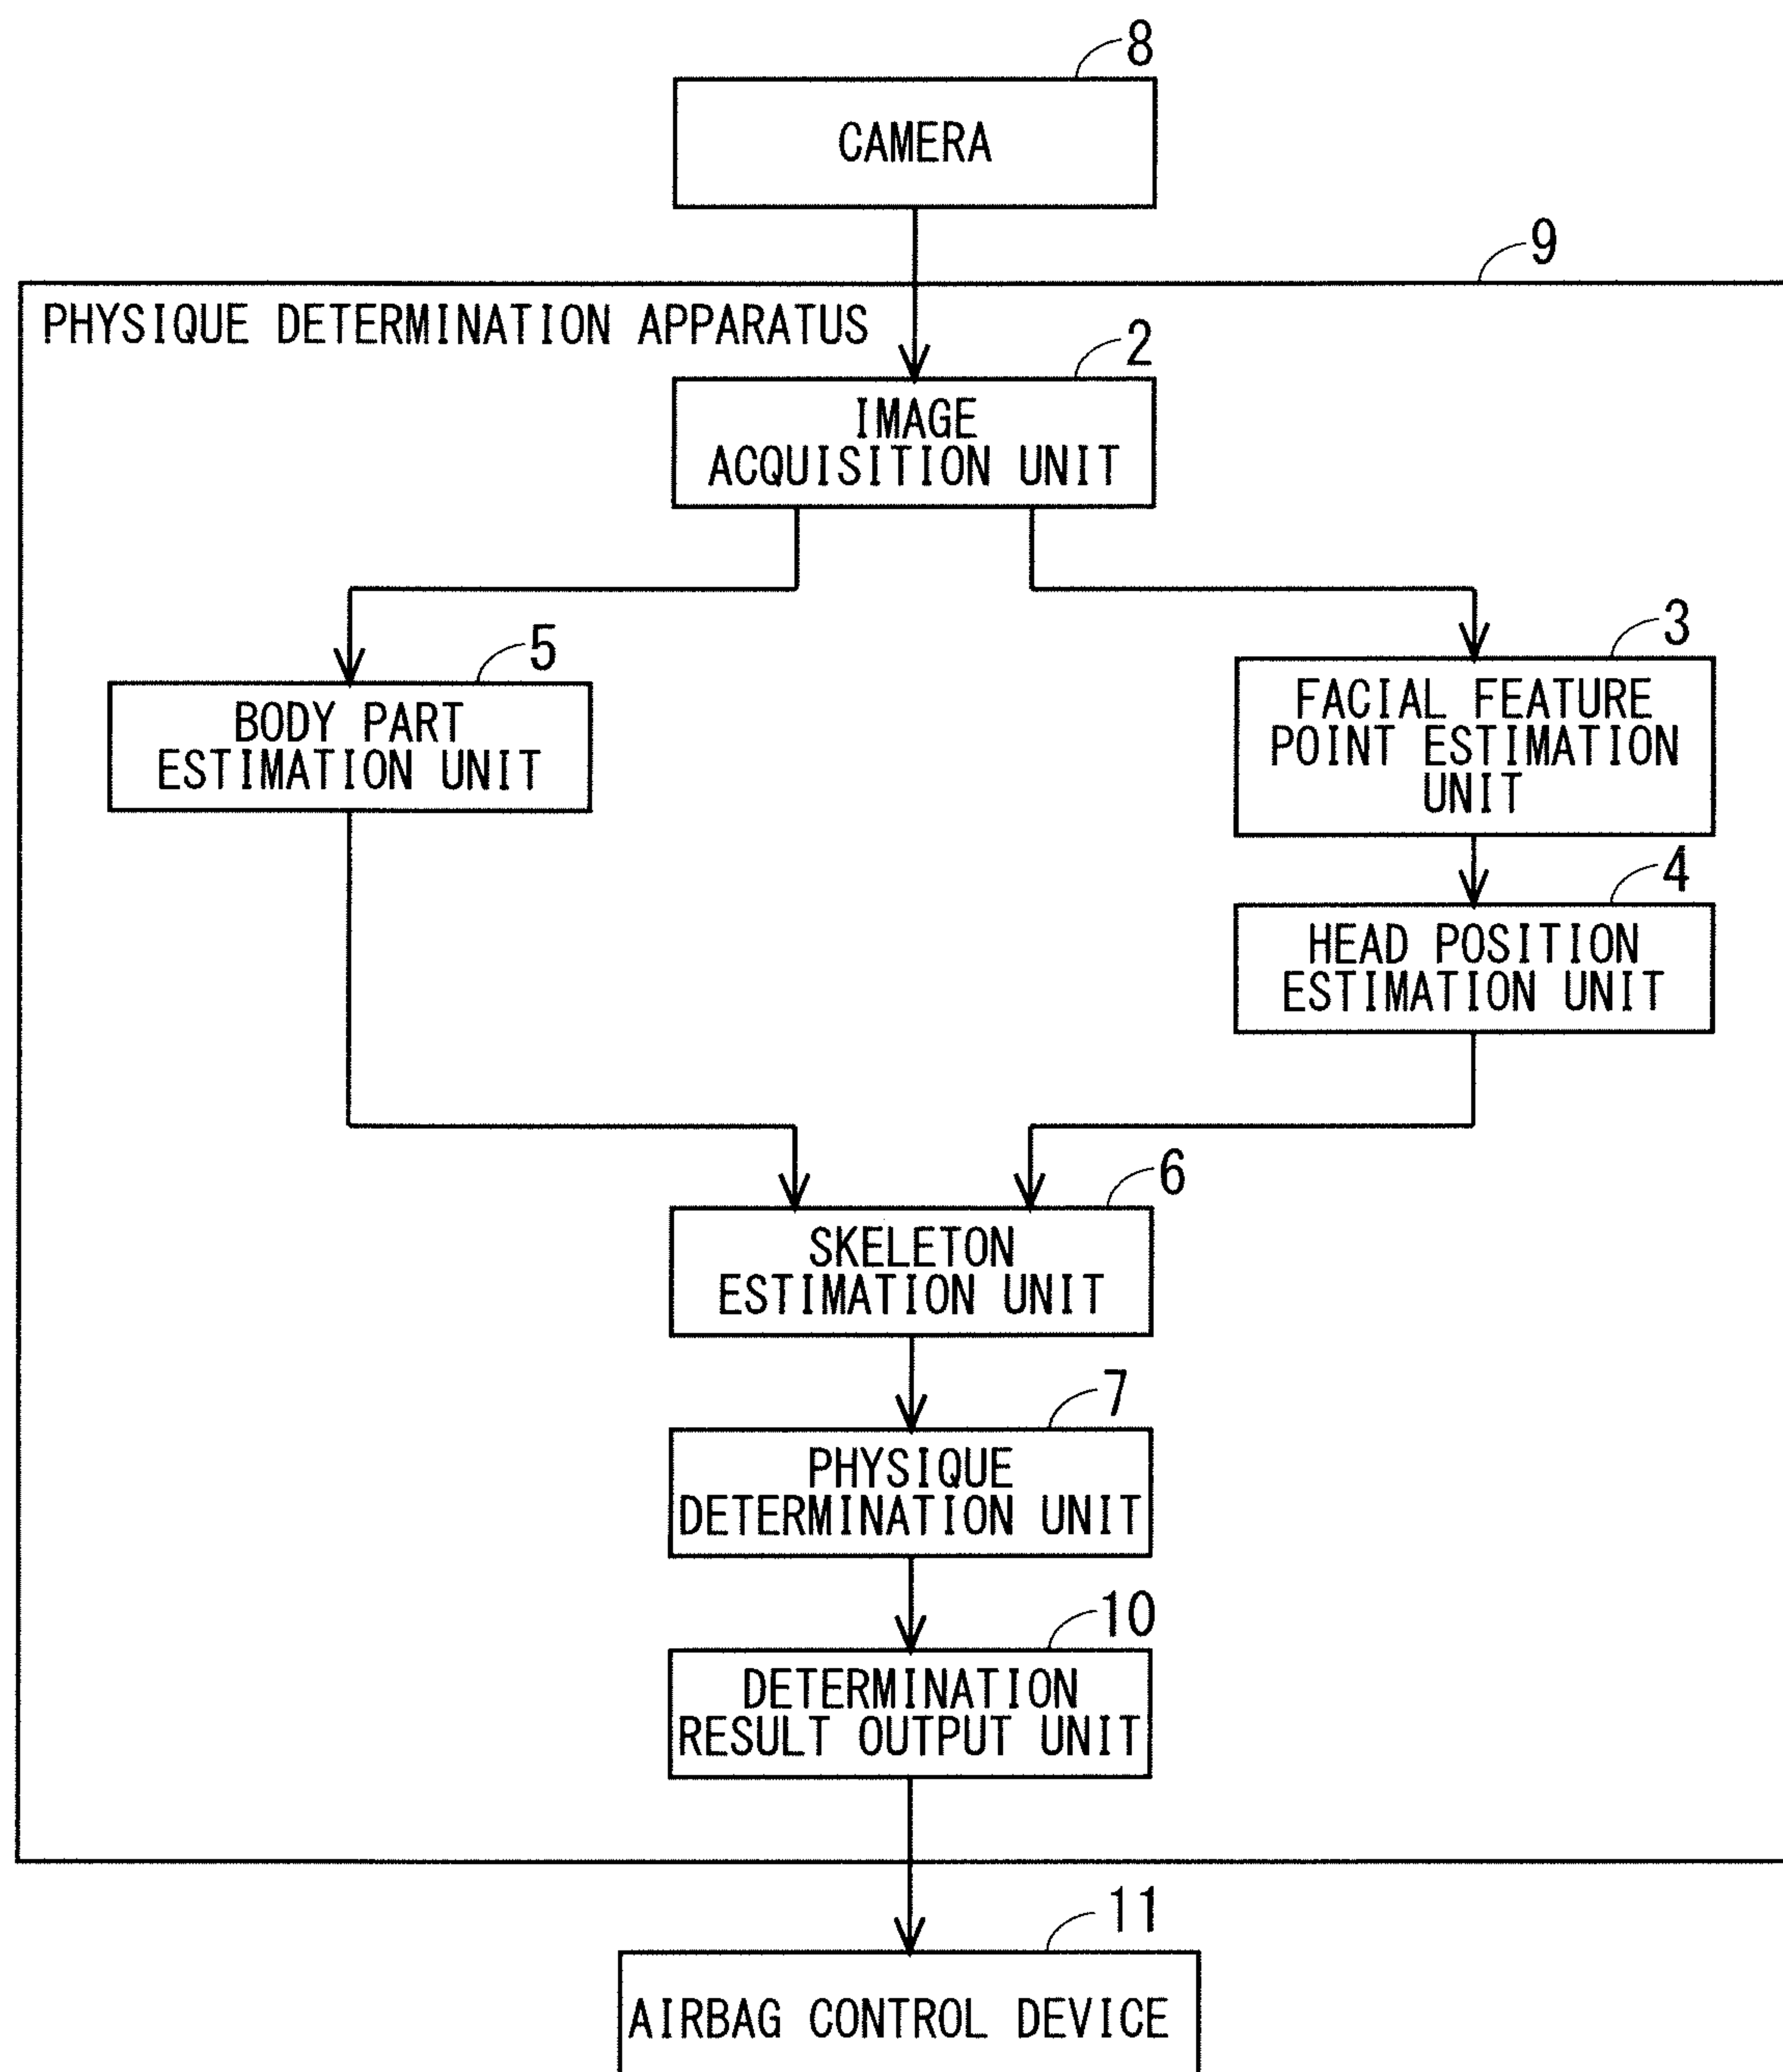 8
CAMERA
9
PHYSIQUE DETERMINATION APPARATUS
2
IMAGE
ACQUISITION UNIT
5
BODY PART
ESTIMATION UNIT
3
FACIAL FEATURE
POINT ESTIMATION
UNIT
4
HEAD POSITION
ESTIMATION UNIT
6
SKELETON
ESTIMATION UNIT
7
PHYSIQUE
DETERMINATION UNIT
10
DETERMINATION
RESULT OUTPUT UNIT
11
AIRBAG CONTROL DEVICE